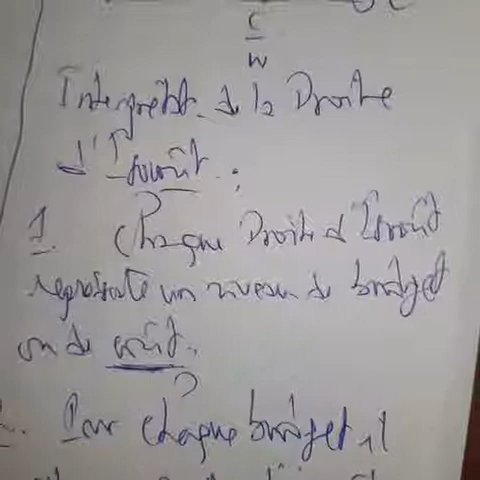 c
w
Interprétat. de la Droite
d'Isocoût :
1. Chaque Droite d'Isocoût
représente un niveau de budget
ou de coût.
2. Pour chaque budget, il